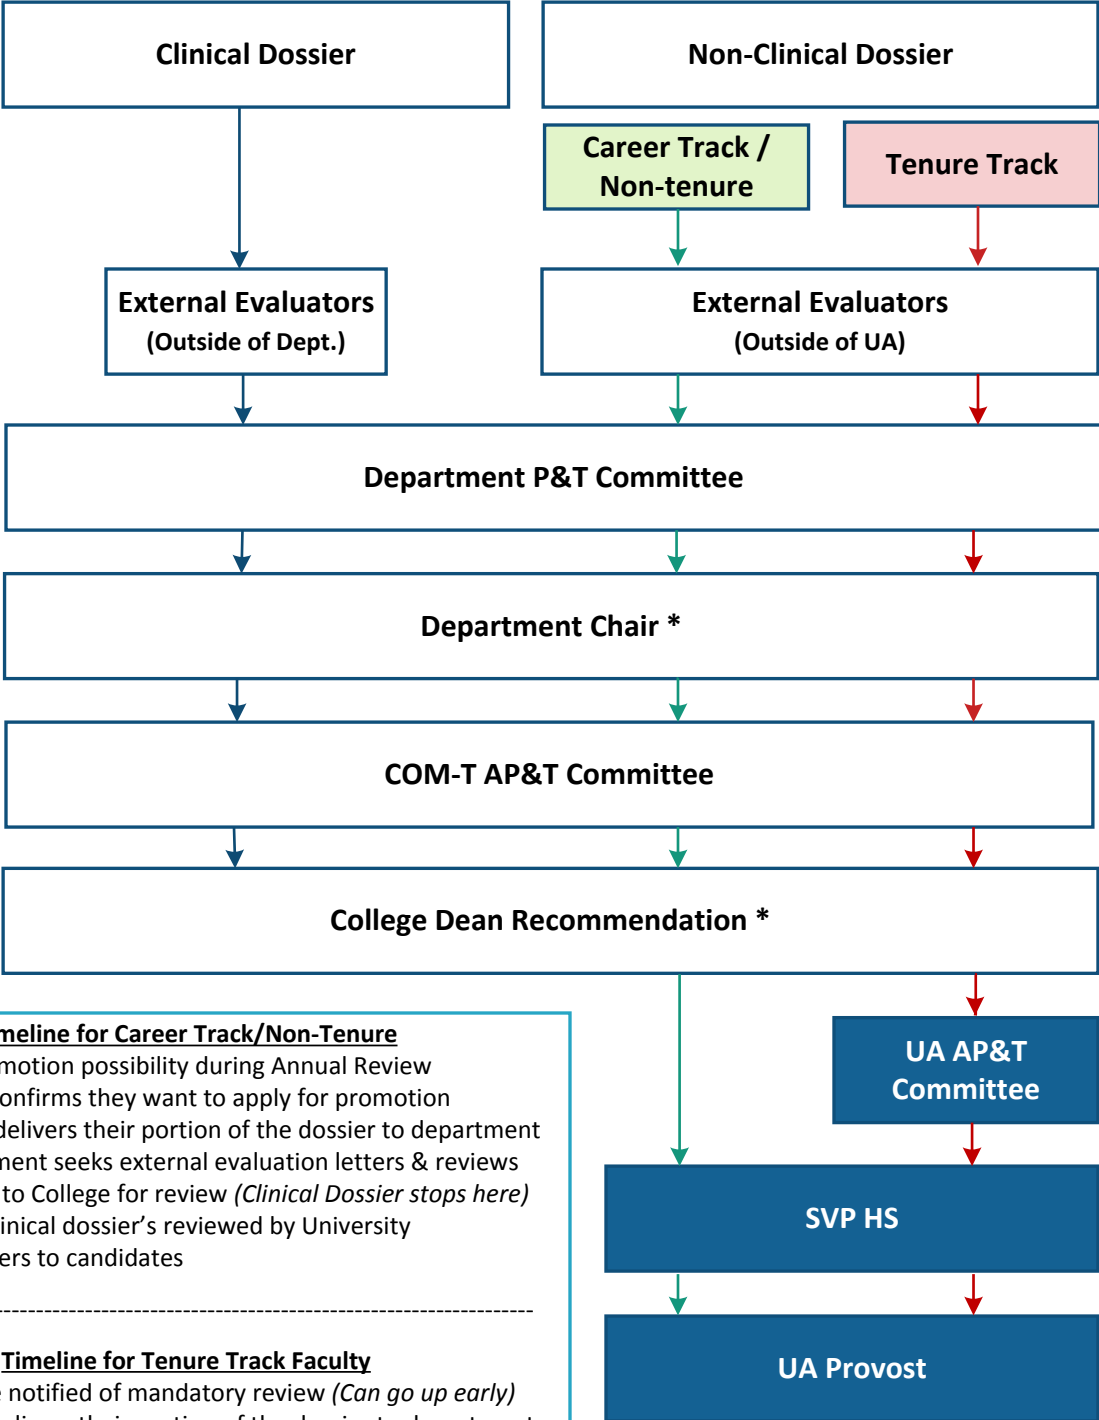 Clinical Dossier
Non-Clinical Dossier
Career Track /
Non-tenure
Tenure Track
External Evaluators
(Outside of Dept.)
External Evaluators
(Outside of UA)
Department P&T Committee
Department Chair *
COM-T AP&T Committee
College Dean Recommendation *
meline for Career Track/Non-Tenure
motion possibility during Annual Review
onfirms they want to apply for promotion
delivers their portion of the dossier to department
ment seeks external evaluation letters & reviews
to College for review (Clinical Dossier stops here)
linical dossier's reviewed by University
ers to candidates
Timeline for Tenure Track Faculty
notified of mandatory review (Can go up early)
UA AP&T
Committee
SVP HS
UA Provost